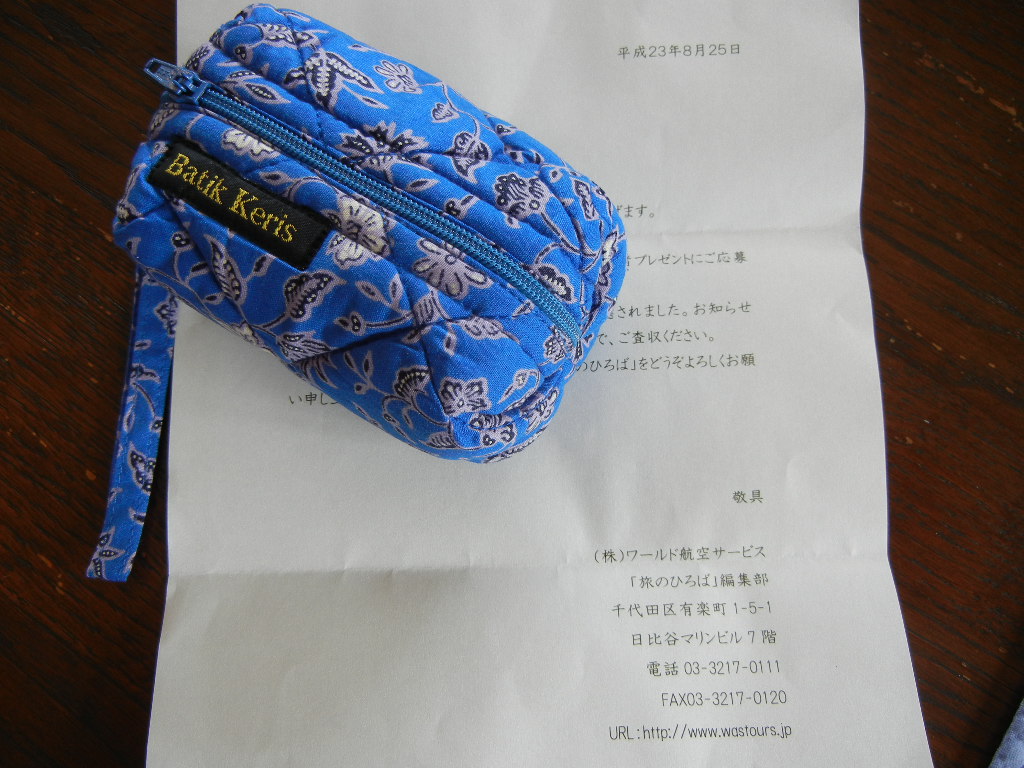 Batik Keris
平成23年8月25日
げます。
プレゼントにご応募
されました。お知らせ
で、ご査収ください。
のひろば」をどうぞよろしくお願
い申し
敬具
(株)ワールド航空サービス
「旅のひろば」編集部
千代田区有楽町1-5-1
日比谷マリンビル7階
電話03-3217-0111
FAX03-3217-0120
URL:http://www.wastours.jp